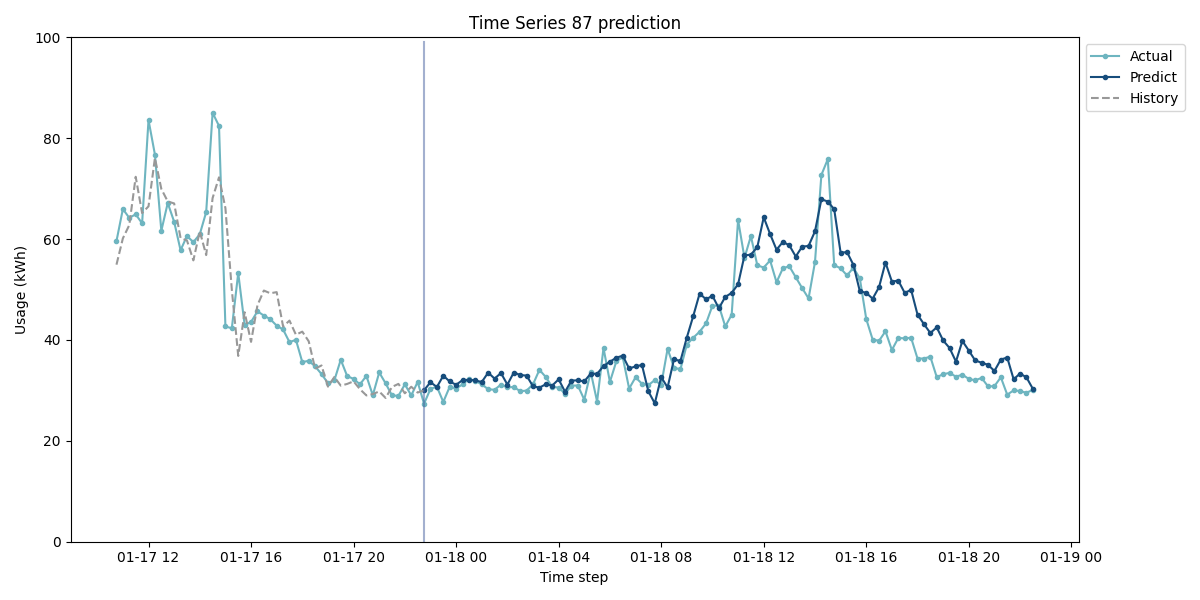 Time Series 87 prediction
100
80
60
40
20
0
Usage (kWh)
01-17 12
01-17 16
01-17 20
01-18 00
01-18 04
01-18 08
01-18 12
01-18 16
01-18 20
01-19 00
Time step
Actual
Predict
History